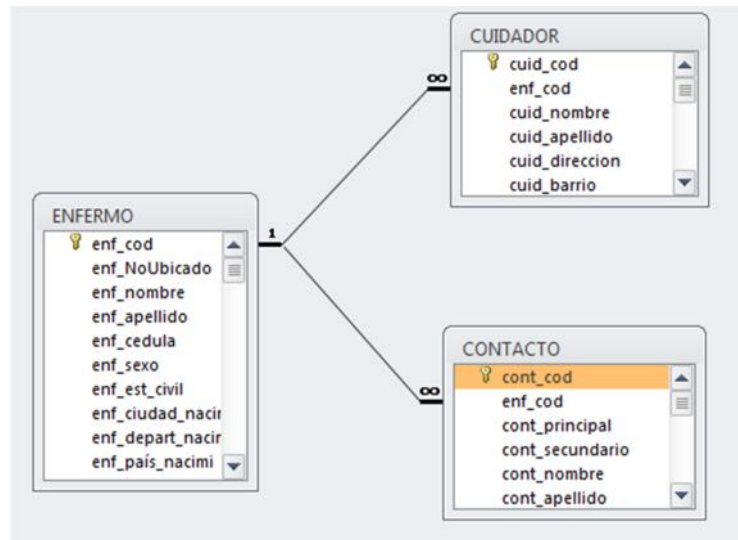 CUIDADOR
cuid_cod
enf_cod
cuid_nombre
cuid_apellido
cuid_direccion
cuid_barrio
∞
ENFERMO
1
enf_cod
enf_NoUbicado
enf_nombre
enf_apellido
enf_cedula
enf_sexo
enf_est_civil
enf_ciudad_nacir
enf_depart_nacir
enf_país_nacimi
∞
CONTACTO
cont_cod
enf_cod
cont_principal
cont_secundario
cont_nombre
cont_apellido